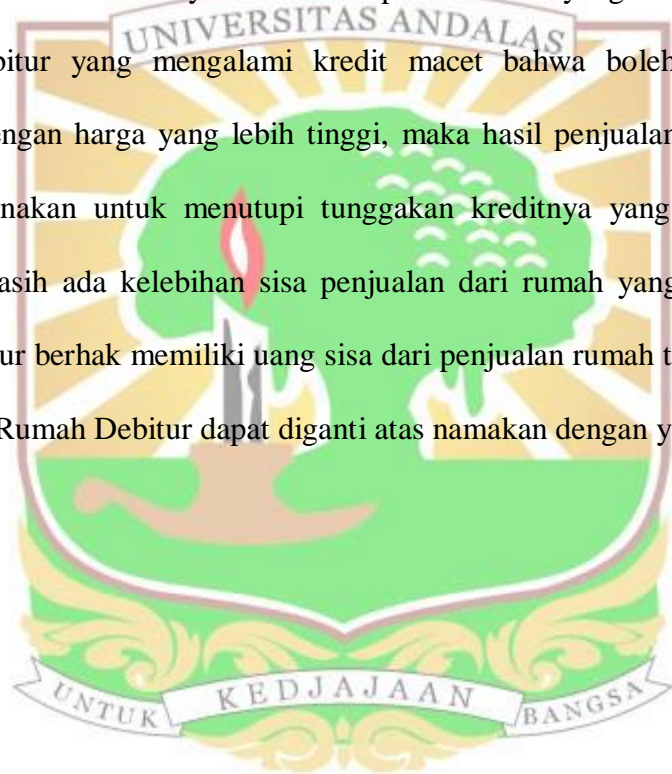 UNIVERSITAS ANDALAS
bitur yang mengalami kredit macet bahwa boleh
engan harga yang lebih tinggi, maka hasil penjualan
nakan untuk menutupi tunggakan kreditnya yang
asih ada kelebihan sisa penjualan dari rumah yang
ur berhak memiliki uang sisa dari penjualan rumah t
Rumah Debitur dapat diganti atas namakan dengan y
UNTUK KEDJAJAAN BANGSA